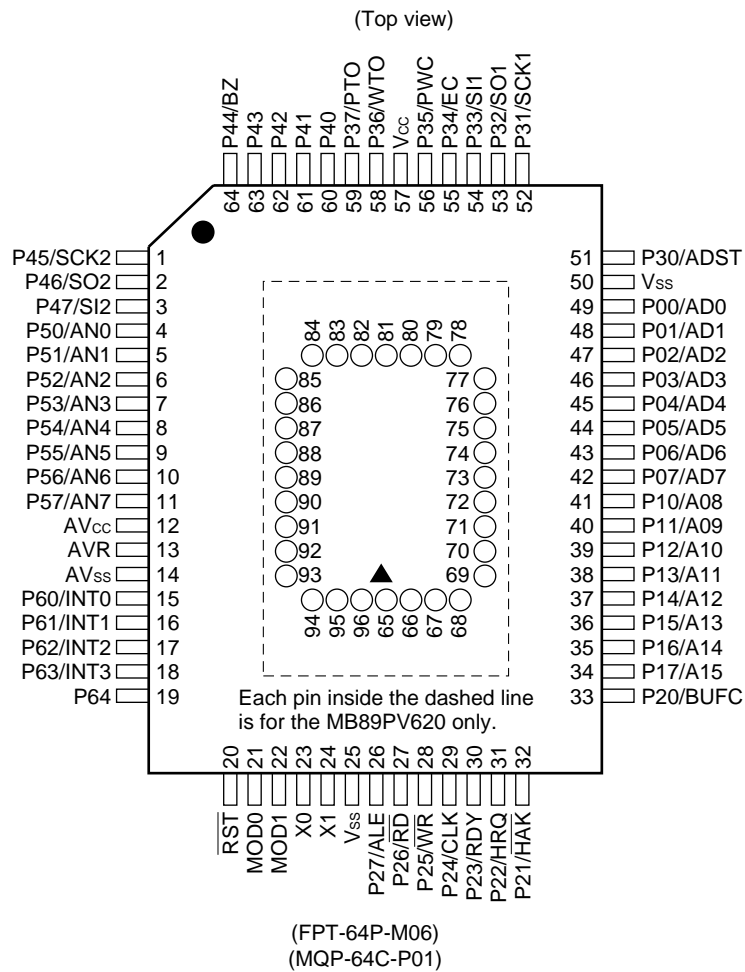 (Top view)
P44/BZ
P43
P42
P41
P40
P37/PTO
P36/WTO
Vcc
P35/PWC
P34/EC
P33/SI1
P32/SO1
P31/SCK1
64
63
62
61
60
59
58
57
56
55
54
53
52
P45/SCK2 1
P46/SO2 2
P47/SI2 3
P50/AN0 4
P51/AN1 5
P52/AN2 6
P53/AN3 7
P54/AN4 8
P55/AN5 9
P56/AN6 10
P57/AN7 11
AVcc 12
AVR 13
AVss 14
P60/INT0 15
P61/INT1 16
P62/INT2 17
P63/INT3 18
P64 19
84
83
82
81
80
79
78
85
86
87
88
89
90
91
92
93
77
76
75
74
73
72
71
70
69
94
95
96
65
66
67
68
Each pin inside the dashed line
is for the MB89PV620 only.
51 P30/ADST
50 Vss
49 P00/AD0
48 P01/AD1
47 P02/AD2
46 P03/AD3
45 P04/AD4
44 P05/AD5
43 P06/AD6
42 P07/AD7
41 P10/A08
40 P11/A09
39 P12/A10
38 P13/A11
37 P14/A12
36 P15/A13
35 P16/A14
34 P17/A15
33 P20/BUFC
20
21
22
23
24
25
26
27
28
29
30
31
32
RST
MOD0
MOD1
X0
X1
Vss
P27/ALE
P26/RD
P25/WR
P24/CLK
P23/RDY
P22/HRQ
P21/HAK
(FPT-64P-M06)
(MQP-64C-P01)